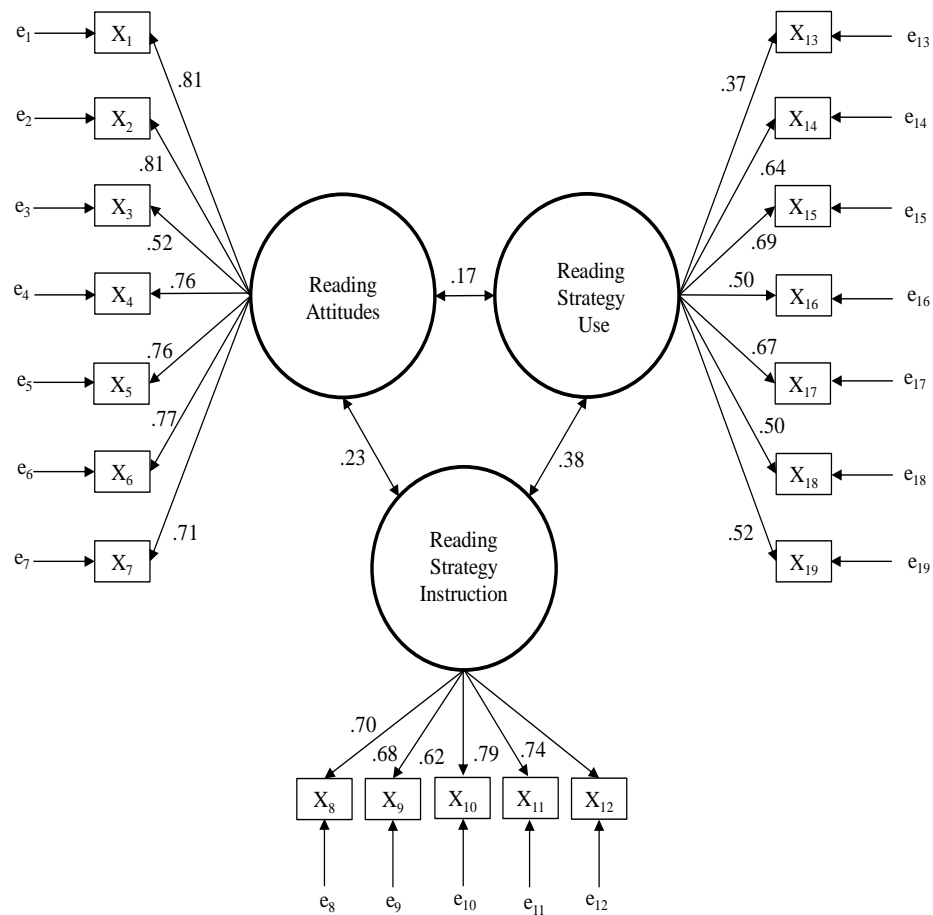 e1
X1
.81
e2
X2
.81
e3
X3
.52
e4
X4
.76
e5
X5
.76
e6
X6
.77
e7
X7
.71
Reading
Attitudes
.17
Reading
Strategy
Use
.23
.38
Reading
Strategy
Instruction
X13
e13
.37
X14
e14
.64
X15
e15
.69
X16
e16
.50
X17
e17
.67
X18
e18
.50
X19
e19
.52
.70
.68
.62
.79
.74
X8
X9
X10
X11
X12
e8
e9
e10
e11
e12